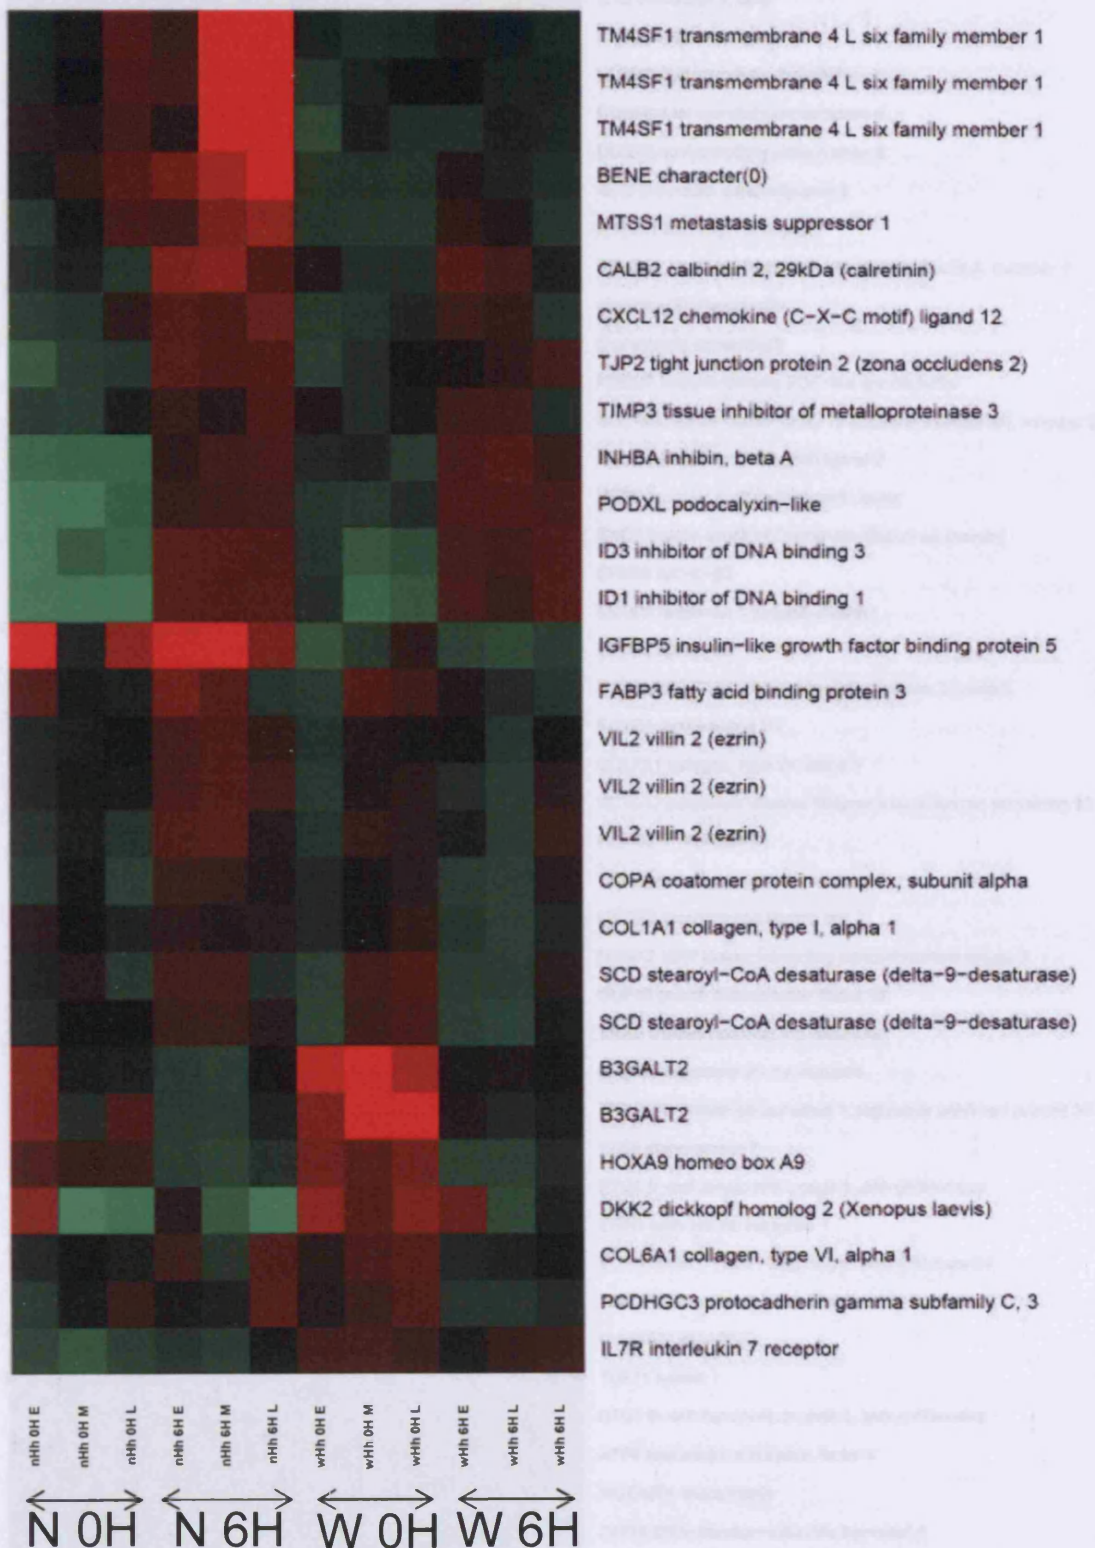 TM4SF1 transmembrane 4 L six family member 1
TM4SF1 transmembrane 4 L six family member 1
TM4SF1 transmembrane 4 L six family member 1
BENE character(0)
MTSS1 metastasis suppressor 1
CALB2 calbindin 2, 29kDa (calretinin)
CXCL12 chemokine (C−X−C motif) ligand 12
TJP2 tight junction protein 2 (zona occludens 2)
TIMP3 tissue inhibitor of metalloproteinase 3
INHBA inhibin, beta A
PODXL podocalyxin−like
ID3 inhibitor of DNA binding 3
ID1 inhibitor of DNA binding 1
IGFBP5 insulin−like growth factor binding protein 5
FABP3 fatty acid binding protein 3
VIL2 villin 2 (ezrin)
VIL2 villin 2 (ezrin)
VIL2 villin 2 (ezrin)
COPA coatomer protein complex, subunit alpha
COL1A1 collagen, type I, alpha 1
SCD stearoyl−CoA desaturase (delta−9−desaturase)
SCD stearoyl−CoA desaturase (delta−9−desaturase)
B3GALT2
B3GALT2
HOXA9 homeo box A9
DKK2 dickkopf homolog 2 (Xenopus laevis)
COL6A1 collagen, type VI, alpha 1
PCDHGC3 protocadherin gamma subfamily C, 3
IL7R interleukin 7 receptor
nHh 0H E
nHh 0H M
nHh 0H L
nHh 6H E
nHh 6H M
nHh 6H L
wHh 0H E
wHh 0H M
wHh 0H L
wHh 6H E
wHh 6H L
wHh 6H L
N 0H
N 6H
W 0H
W 6H